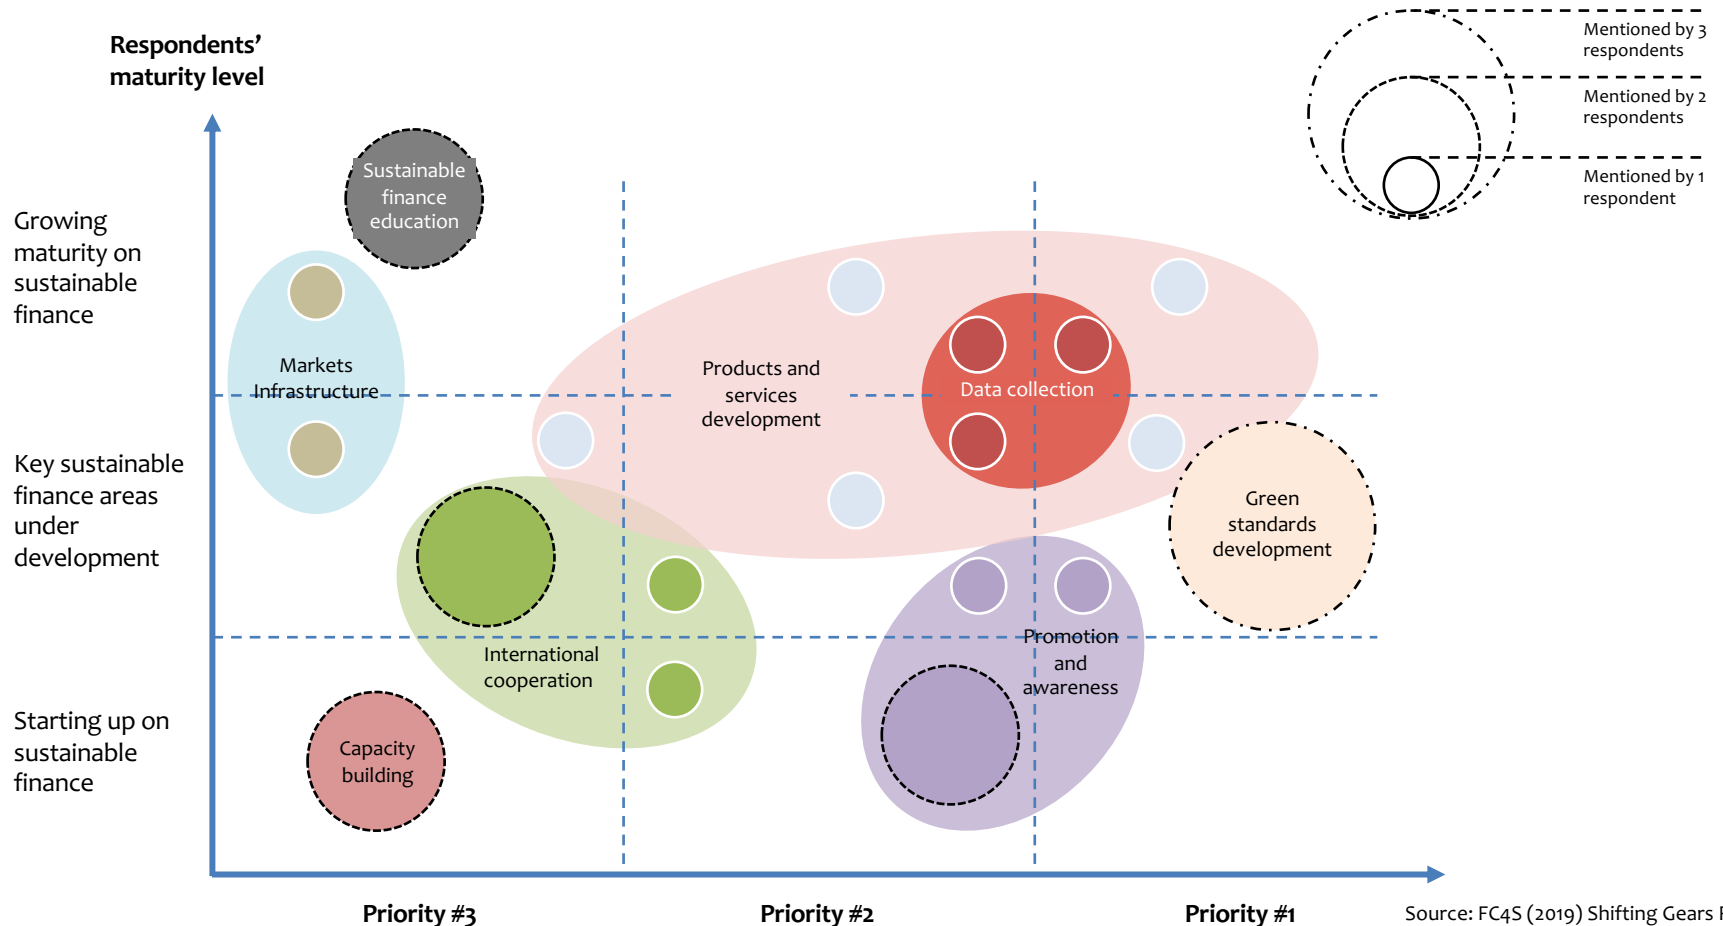 Respondents’
maturity level
Mentioned by 3
respondents
Mentioned by 2
respondents
Mentioned by 1
respondent
Growing
maturity on
sustainable
finance
Key sustainable
finance areas
under
development
Starting up on
sustainable
finance
Sustainable
finance
education
Markets
Infrastructure
Products and
services
development
Data collection
Green
standards
development
International
cooperation
Promotion
and
awareness
Capacity
building
Priority #3
Priority #2
Priority #1
Source: FC4S (2019) Shifting Gears